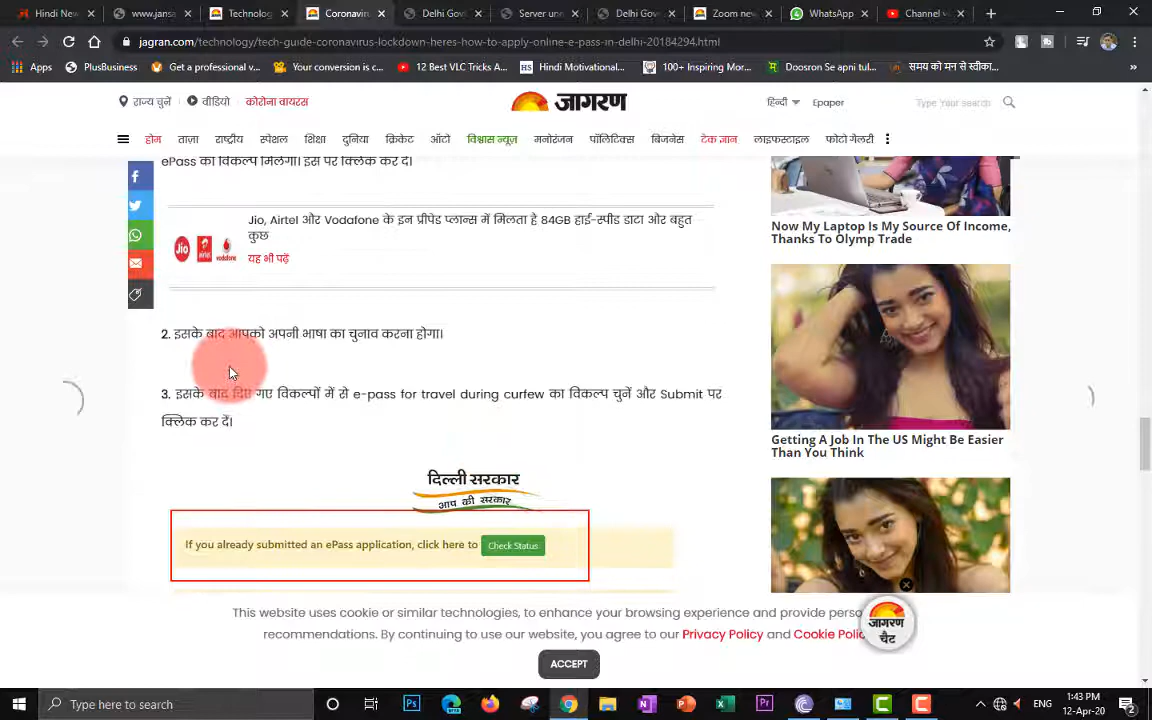 Hindi New
www.jansa
Technolog
Coronavir
Delhi Gov
Server un
Delhi Gov
Zoom nev
WhatsApp
Channel v
jagran.com/technology/tech-guide-coronavirus-lockdown-heres-how-to-apply-online-e-pass-in-delhi-20184294.html
Apps
PlusBusiness
Get a professional v...
Your conversion is c...
12 Best VLC Tricks A...
HS Hindi Motivational...
100+ Inspiring Mor...
Doosron Se apni tul...
समय को मन से स्वीका...
»
राज्य चुनें
वीडियो
कोरोना वायरस
जागरण
हिन्दी
Epaper
Type Your search
होम ताज़ा राष्ट्रीय स्पेशल शिक्षा दुनिया क्रिकेट ऑटो विश्वास न्यूज़ मनोरंजन पॉलिटिक्स बिजनेस टेक ज्ञान लाइफस्टाइल फोटो गैलरी
ePass का विकल्प मिलेगा। इस पर क्लिक कर दें।
Jio, Airtel और Vodafone के इन प्रीपेड प्लान्स में मिलता है 84GB हाई-स्पीड डाटा ओर बहुत
कुछ
Jio airtel vodafone
यह भी पढ़ें
2. इसके बाद आपको अपनी भाषा का चुनाव करना होगा।
3. इसके बाद दिए गए विकल्पों में से e-pass for travel during curfew का विकल्प चुनें और Submit पर
क्लिक कर दें।
दिल्ली सरकार
आप की सरकार
If you already submitted an ePass application, click here to Check Status
Now My Laptop Is My Source Of Income,
Thanks To Olymp Trade
Getting A Job In The US Might Be Easier
Than You Think
This website uses cookie or similar technologies, to enhance your browsing experience and provide perso
recommendations. By continuing to use our website, you agree to our Privacy Policy and Cookie Polic
जागरण
चैट
ACCEPT
Type here to search
ENG
1:43 PM
12-Apr-20
2